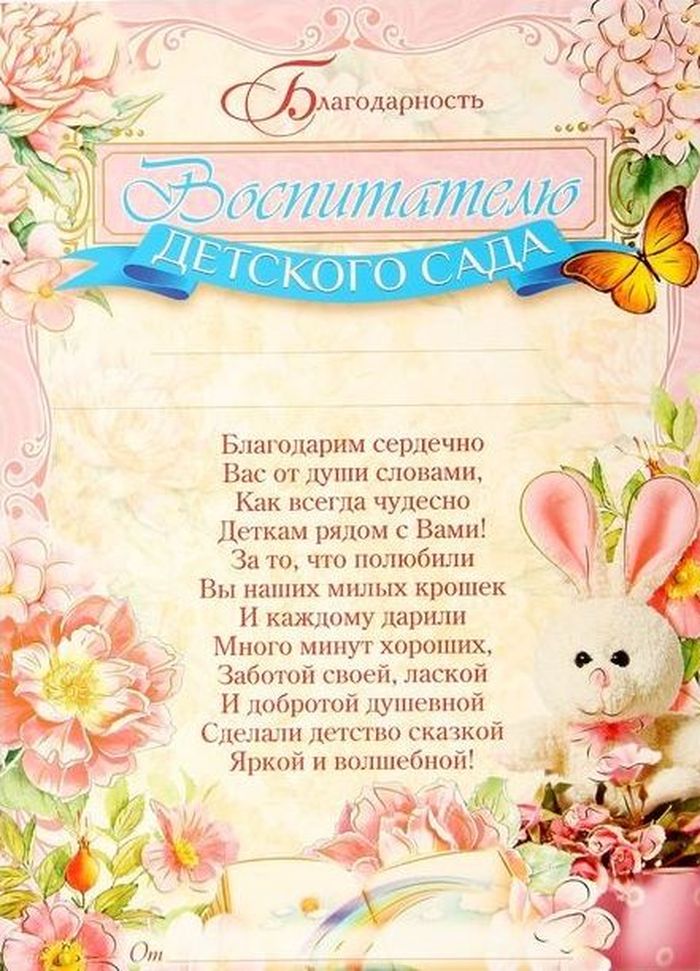 Благодарность
Воспитателю
ДЕТСКОГО САДА
Благодарим сердечно
Вас от души словами,
Как всегда чудесно
Деткам рядом с Вами!
За то, что полюбили
Вы наших милых крошек
И каждому дарили
Много минут хороших,
Заботой своей, лаской
И добротой душевной
Сделали детство сказкой
Яркой и волшебной!
От